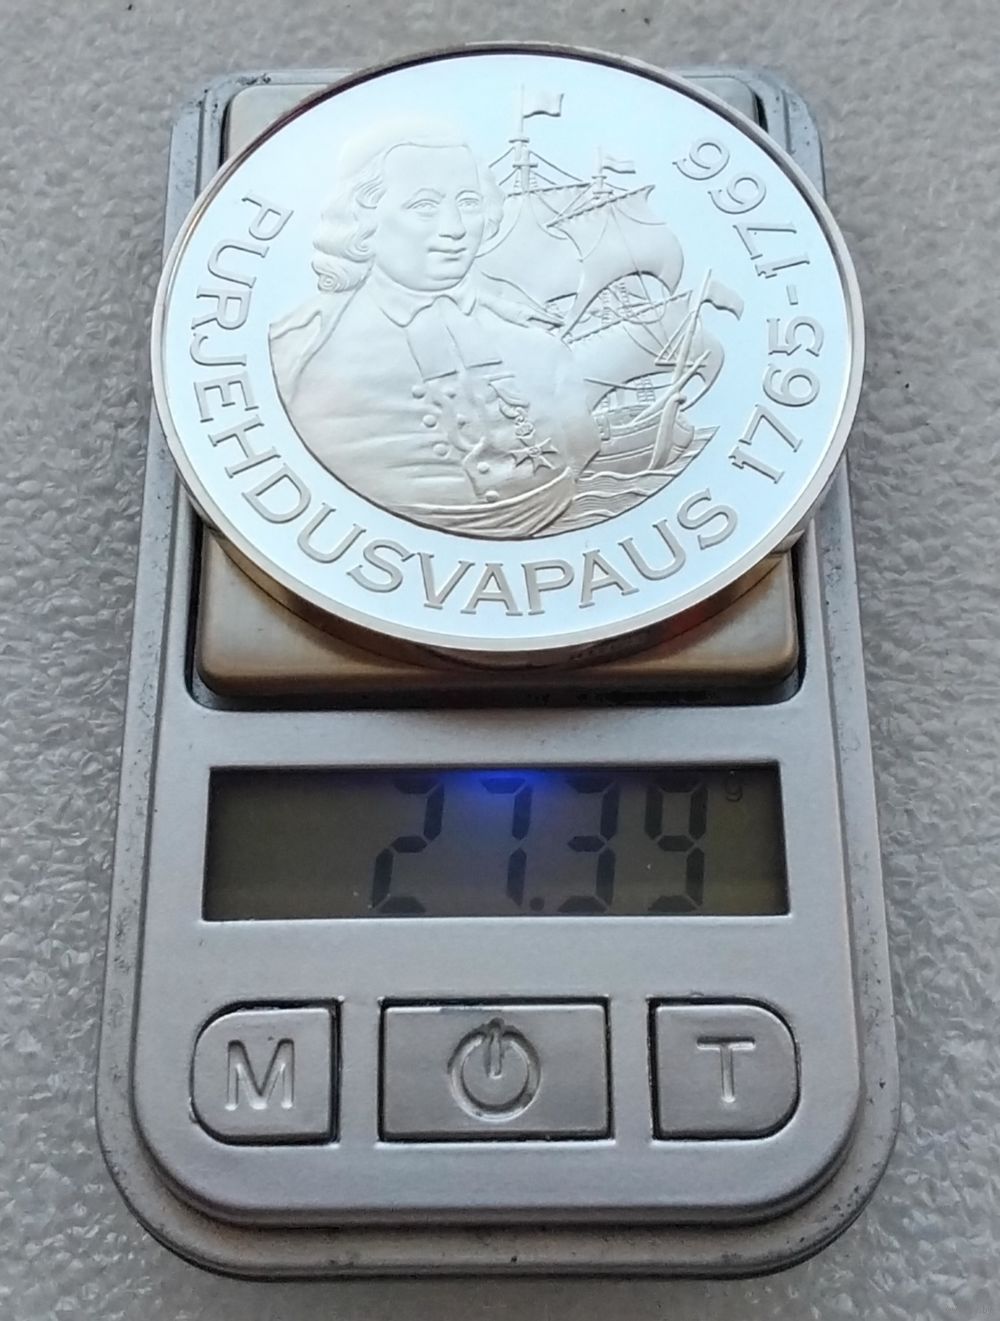 PURJEHDUSVAPAUS 1765-1766
27.39 g
M T